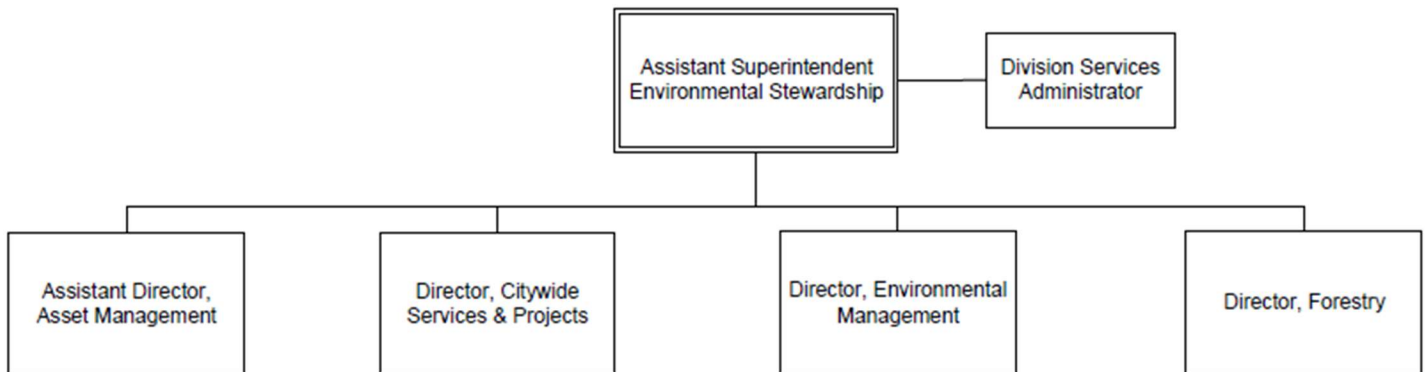 Assistant Superintendent
Environmental Stewardship
Division Services
Administrator
Assistant Director,
Asset Management
Director, Citywide
Services & Projects
Director, Environmental
Management
Director, Forestry